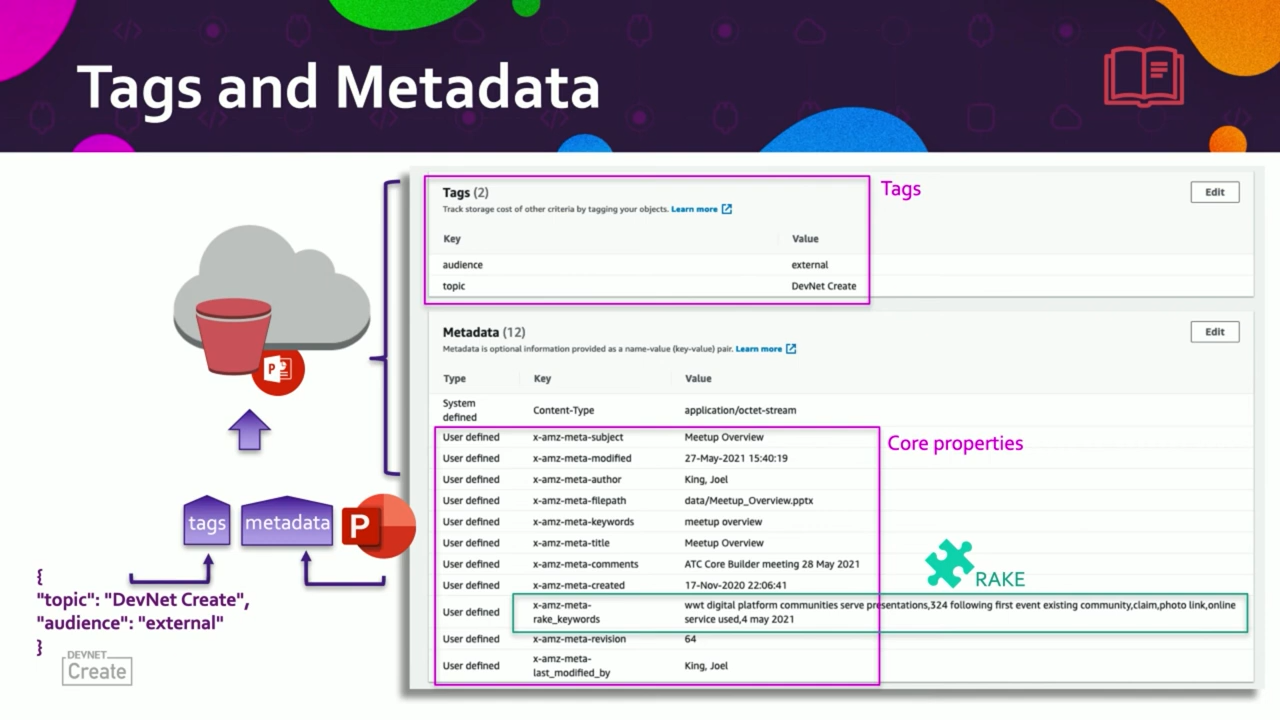 Tags and Metadata
Tags (2)
Track storage cost of other criteria by tagging your objects. Learn more
Edit
Tags
Key Value
audience external
topic DevNet Create
Metadata (12)
Metadata is optional information provided as a name-value (key-value) pair. Learn more
Edit
Type Key Value
System
defined
Content-Type application/octet-stream
User defined x-amz-meta-subject Meetup Overview
Core properties
User defined x-amz-meta-modified 27-May-2021 15:40:19
User defined x-amz-meta-author King, Joel
User defined x-amz-meta-filepath data/Meetup_Overview.pptx
User defined x-amz-meta-keywords meetup overview
User defined x-amz-meta-title Meetup Overview
User defined x-amz-meta-comments ATC Core Builder meeting 28 May 2021
User defined x-amz-meta-created 17-Nov-2020 22:06:41
RAKE
User defined
x-amz-meta-
rake_keywords
wwt digital platform communities serve presentations,324 following first event existing community,claim,photo link,online
service used,4 may 2021
User defined x-amz-meta-revision 64
User defined
x-amz-meta-
last_modified_by
King, Joel
P
tags metadata P
{
"topic": "DevNet Create",
"audience": "external"
}
DEVNET
Create